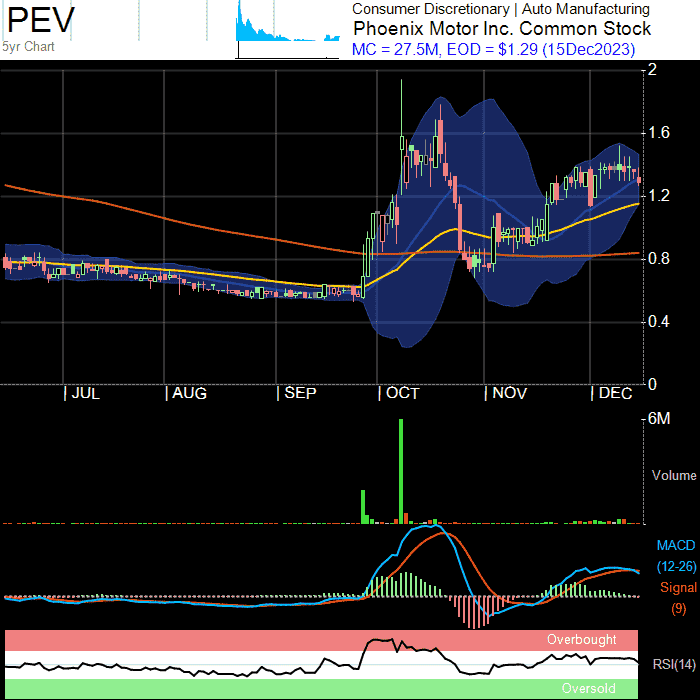 PEV
5yr Chart
Consumer Discretionary | Auto Manufacturing
Phoenix Motor Inc. Common Stock
MC = 27.5M, EOD = $1.29 (15Dec2023)
2
1.6
1.2
0.8
0.4
0
| JUL | AUG | SEP | OCT | NOV | DEC
6M
Volume
MACD
(12-26)
Signal
(9)
Overbought
RSI(14)
Oversold